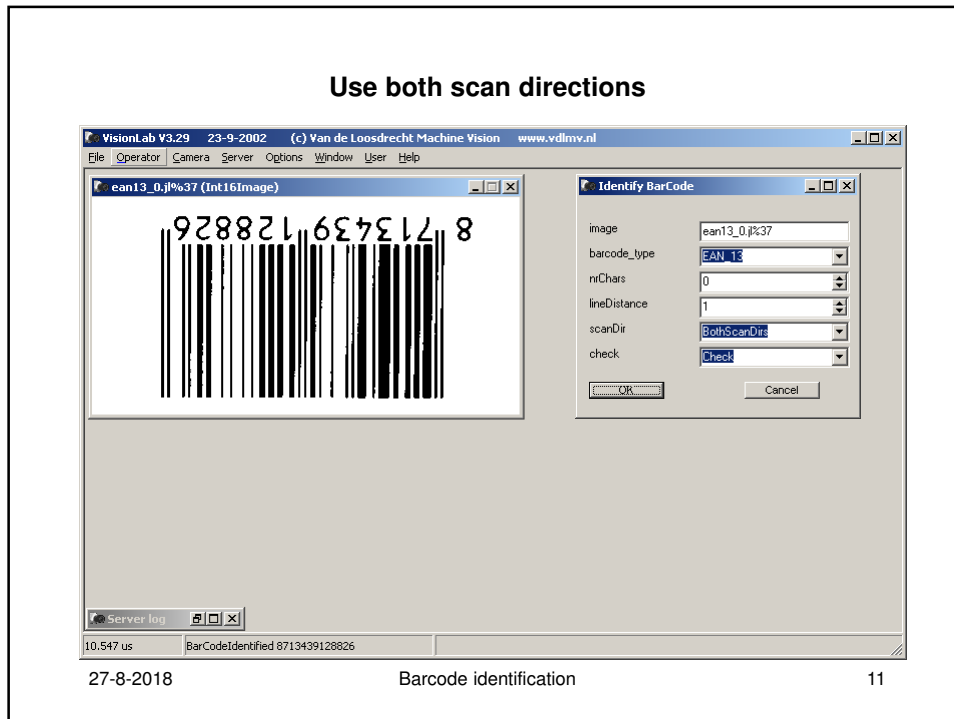 Use both scan directions
VisionLab V3.29 23-9-2002 (c) Van de Loosdrecht Machine Vision www.vdlmv.nl
File Operator Camera Server Options Window User Help
ean13_0.jl%37 (Int16Image)
8 713439 128826
Identify BarCode
image ean13_0.jl%37
barcode_type EAN_13
nrChars 0
lineDistance 1
scanDir BothScanDirs
check Check
OK Cancel
Server log
10.547 us BarCodeIdentified 8713439128826
27-8-2018 Barcode identification 11